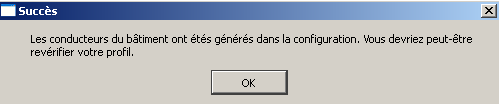 Succès
Les conducteurs du bâtiment ont étés générés dans la configuration. Vous devriez peut-être
revérifier votre profil.
OK